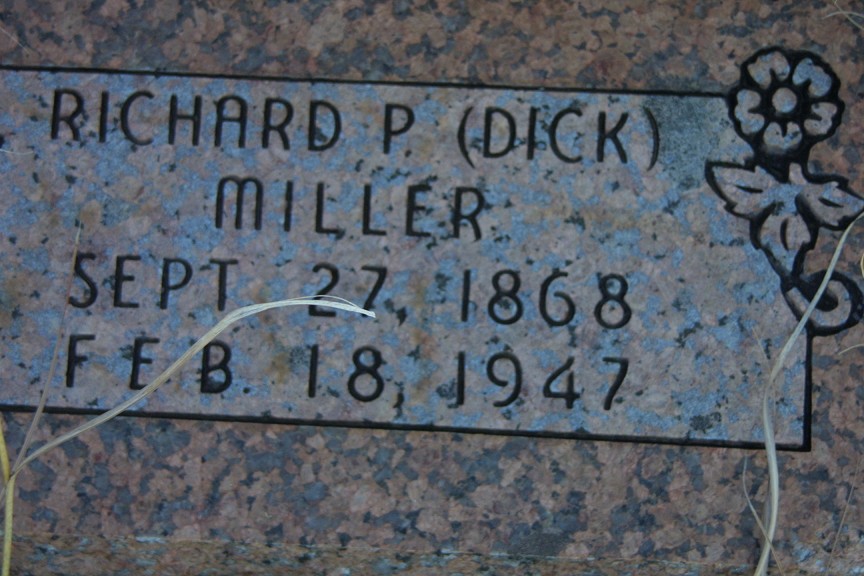 RICHARD P. (DICK)
MILLER
SEPT 27, 1868
FEB 18, 1947